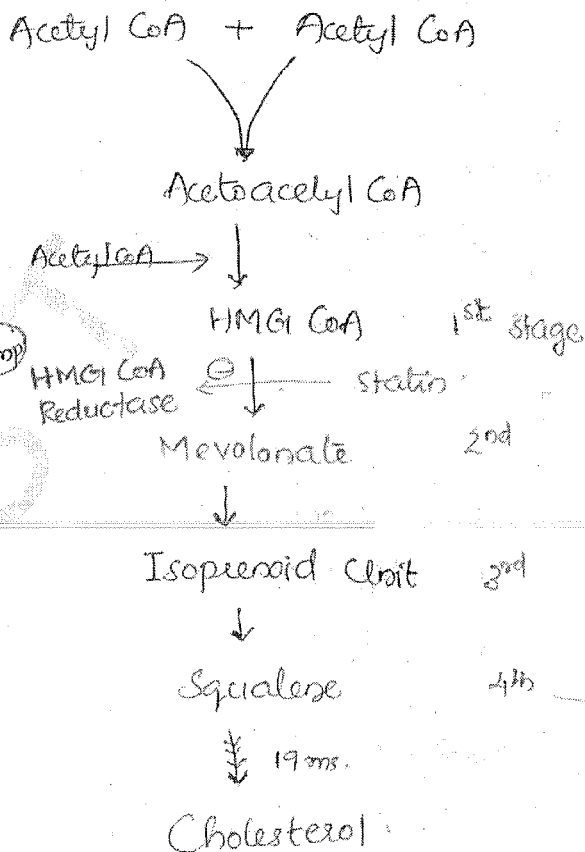 Acetyl CoA + Acetyl CoA
Acetoacetyl CoA
Acetyl CoA
HMG CoA 1st stage
HMG CoA ⊖ statin
Reductase
Mevolonate 2nd
Isoprenoid Unit 3rd
Squalene 4th
19
Cholesterol